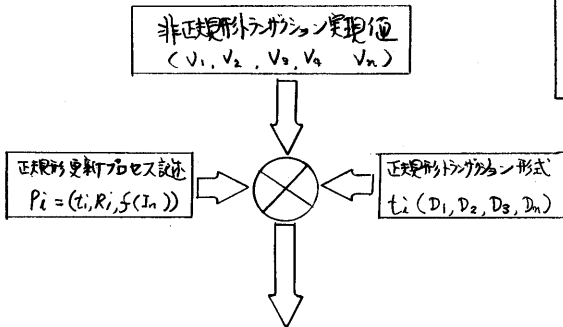 非正規形トランザクション実現値
(V₁, V₂, V₃, V₄ Vₙ)
正規形更新プロセス記述
Pi = (ti, Ri, f(In))
正規形トランザクション形式
ti (D₁, D₂, D₃, Dₙ)